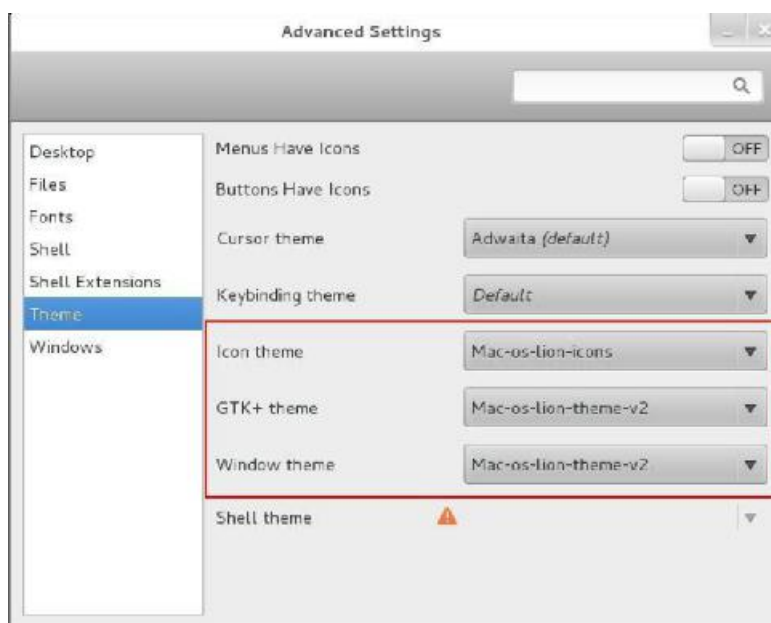 Advanced Settings
Desktop
Files
Fonts
Shell
Shell Extensions
Theme
Windows
Menus Have Icons OFF
Buttons Have Icons OFF
Cursor theme Adwaita (default)
Keybinding theme Default
Icon theme Mac-os-lion-icons
GTK+ theme Mac-os-lion-theme-v2
Window theme Mac-os-lion-theme-v2
Shell theme